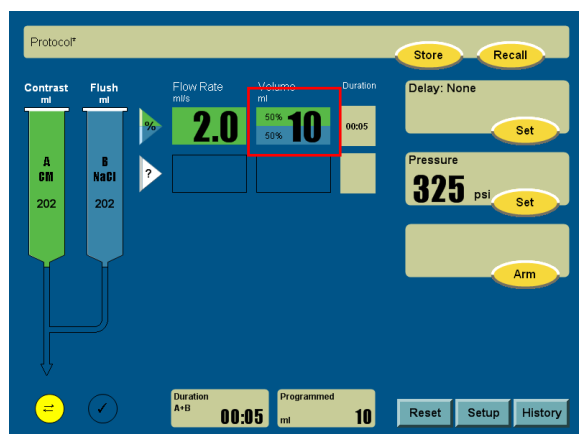 Protocol*
Store
Recall
Contrast
ml
Flush
ml
Flow Rate
ml/s
Volume
ml
Duration
Delay: None
Set
%
2.0
50%
50%
10
00:05
A
CM
202
B
NaCl
202
?
Pressure
325 psi
Set
Arm
Duration
A+B
00:05
Programmed
ml
10
Reset
Setup
History